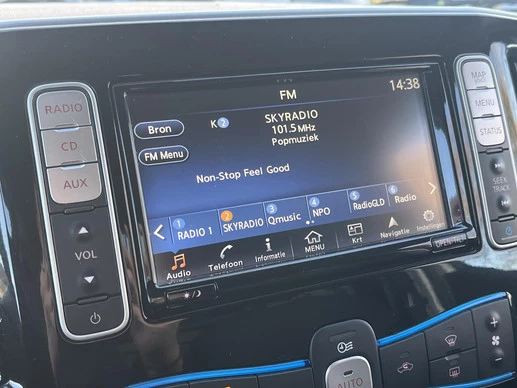 FM
14:38
Bron
K 2
SKYRADIO
101.5 MHz
Popmuziek
FM Menu
Non-Stop Feel Good
1 RADIO 1
2 SKYRADIO
3 Qmusic
4 NPO
5 RadioGLD
6 Radio
Audio
Telefoon
Informatie
MENU
Krt
Navigatie
Instellingen
RADIO
CD
AUX
VOL
MAP
MENU
STATUS
SEEK
TRACK
OPEN/TILT
AUTO